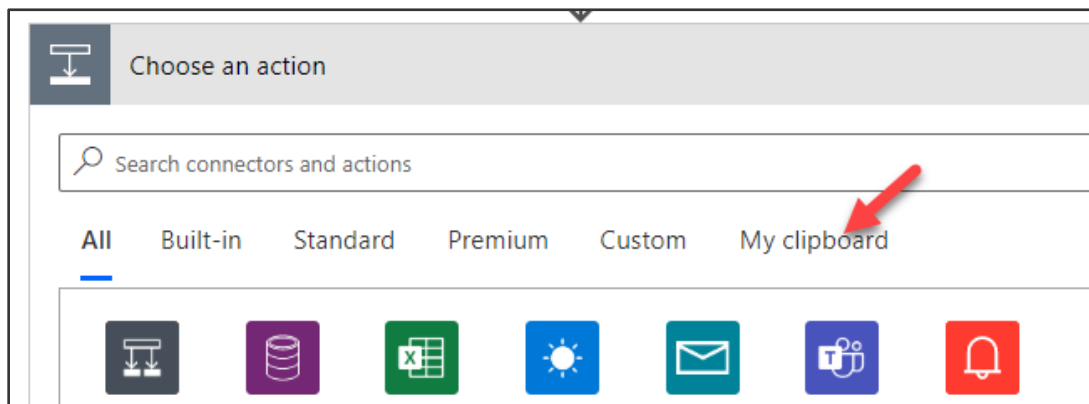 Choose an action
Search connectors and actions
All Built-in Standard Premium Custom My clipboard